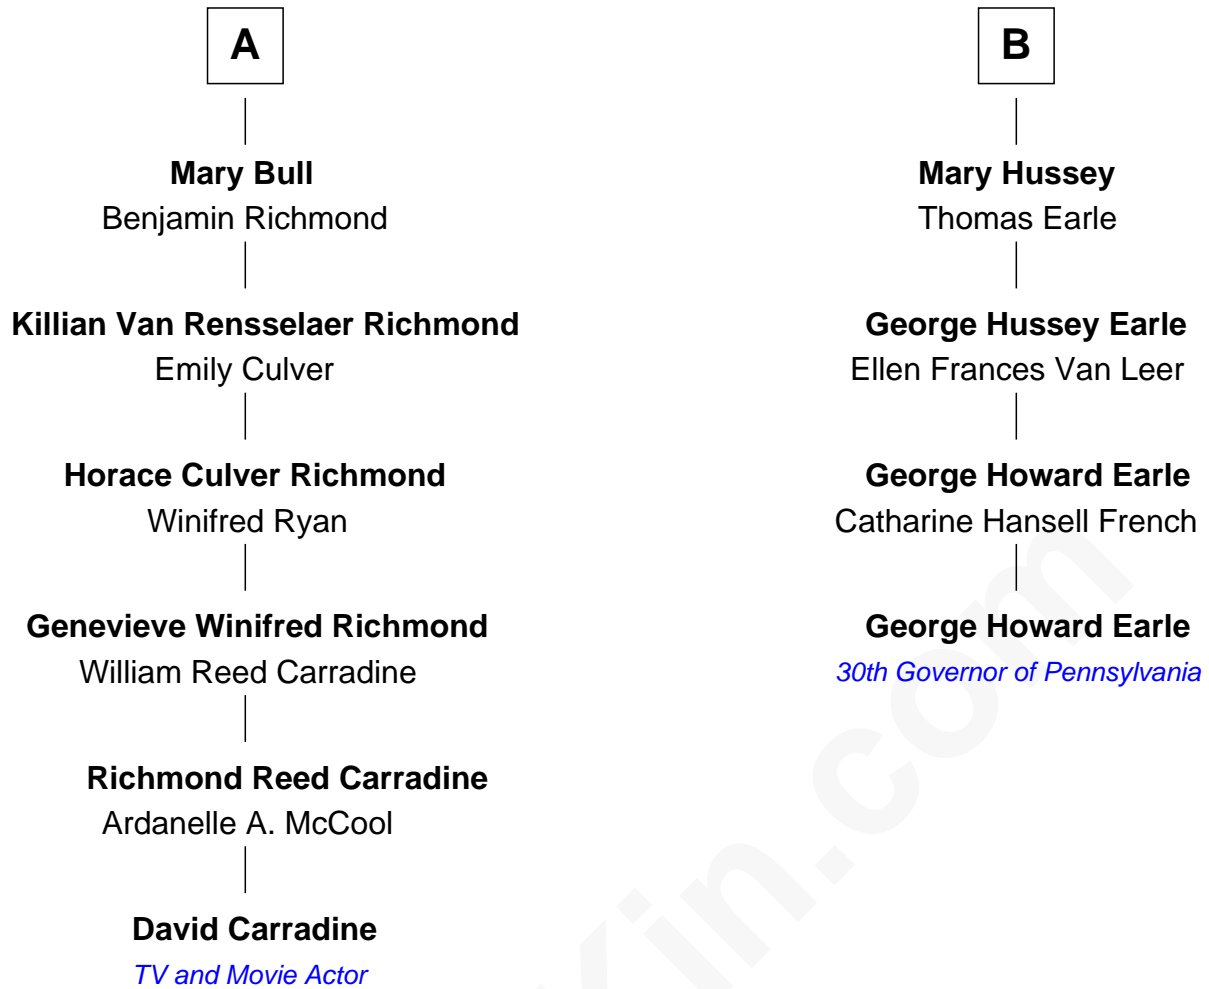 A
Mary Bull
Benjamin Richmond
Killian Van Rensselaer Richmond
Emily Culver
Horace Culver Richmond
Winifred Ryan
Genevieve Winifred Richmond
William Reed Carradine
Richmond Reed Carradine
Ardanelle A. McCool
David Carradine
TV and Movie Actor
B
Mary Hussey
Thomas Earle
George Hussey Earle
Ellen Frances Van Leer
George Howard Earle
Catharine Hansell French
George Howard Earle
30th Governor of Pennsylvania
Kin.com